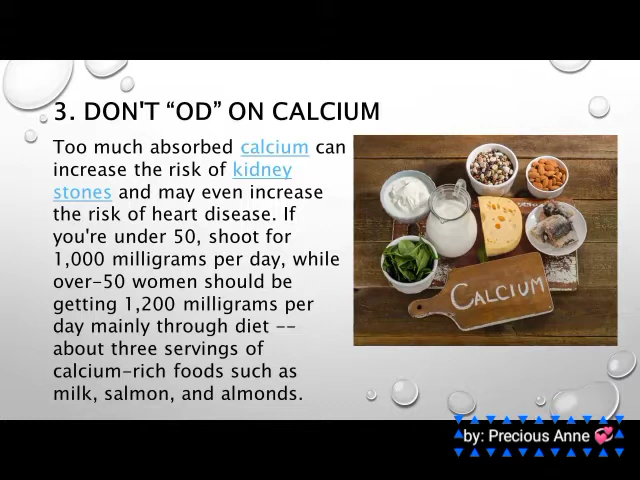 3. DON'T “OD” ON CALCIUM
Too much absorbed calcium can
increase the risk of kidney
stones and may even increase
the risk of heart disease. If
you're under 50, shoot for
1,000 milligrams per day, while
over-50 women should be
getting 1,200 milligrams per
day mainly through diet --
about three servings of
calcium-rich foods such as
milk, salmon, and almonds.
CALCIUM
by: Precious Anne 💞